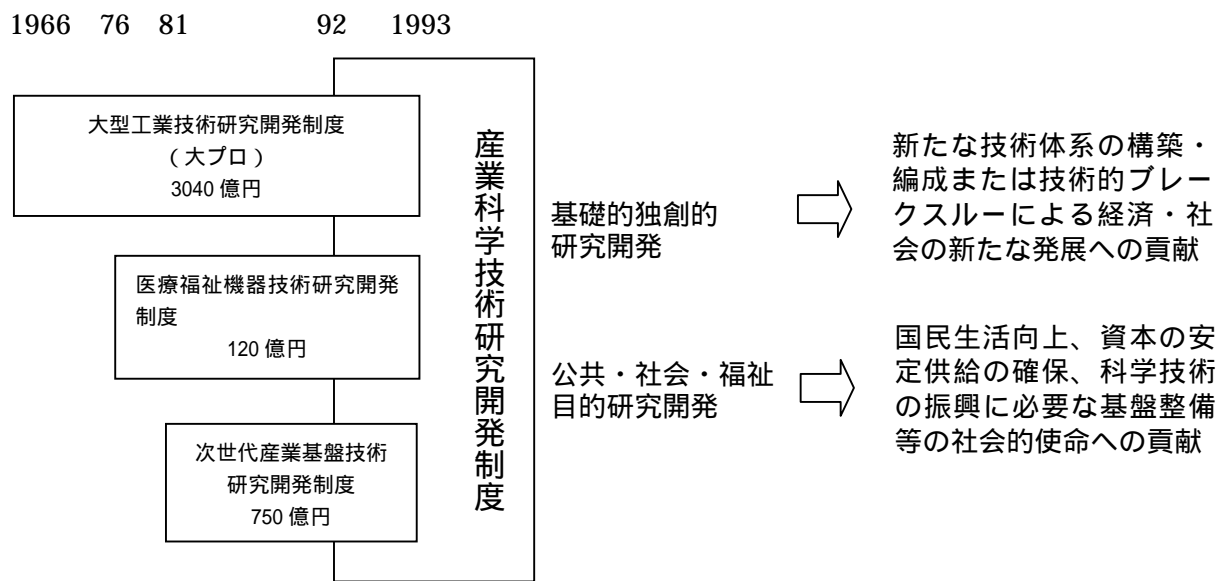 1966 76 81 92 1993
大型工業技術研究開発制度
(大プロ)
3040 億円
医療福祉機器技術研究開発
制度
120 億円
次世代産業基盤技術
研究開発制度
750 億円
産業科学技術研究開発制度
基礎的独創的
研究開発
新たな技術体系の構築・
編成または技術的ブレー
クスルーによる経済・社
会の新たな発展への貢献
公共・社会・福祉
目的研究開発
国民生活向上、資本の安
定供給の確保、科学技術
の振興に必要な基盤整備
等の社会的使命への貢献